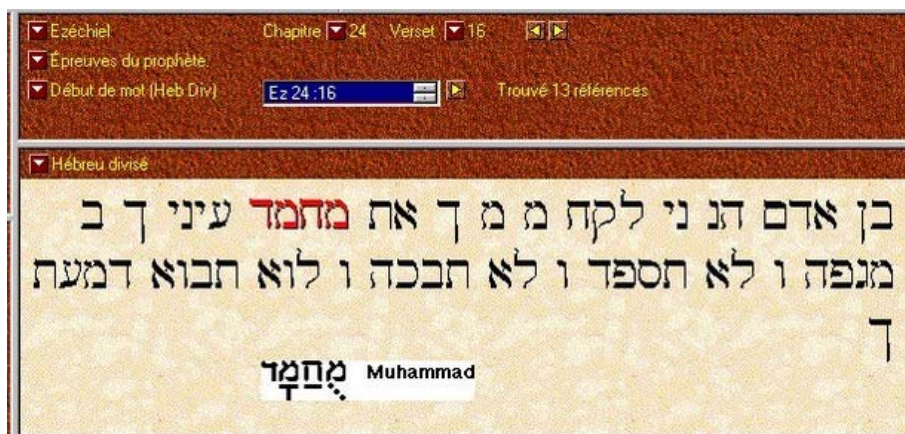 Ezéchiel Chapitre 24 Verset 16
Épreuves du prophète.
Début de mot (Heb Div) Ez 24 :16 Trouvé 13 références
Hébreu divisé
בן אדם הנ ני לקח מ מ ך את מחמד עיני ך ב
מגפה ו לא תספד ו לא תבכה ו לוא תבוא דמעת
ך
מֻחַמָד Muhammad